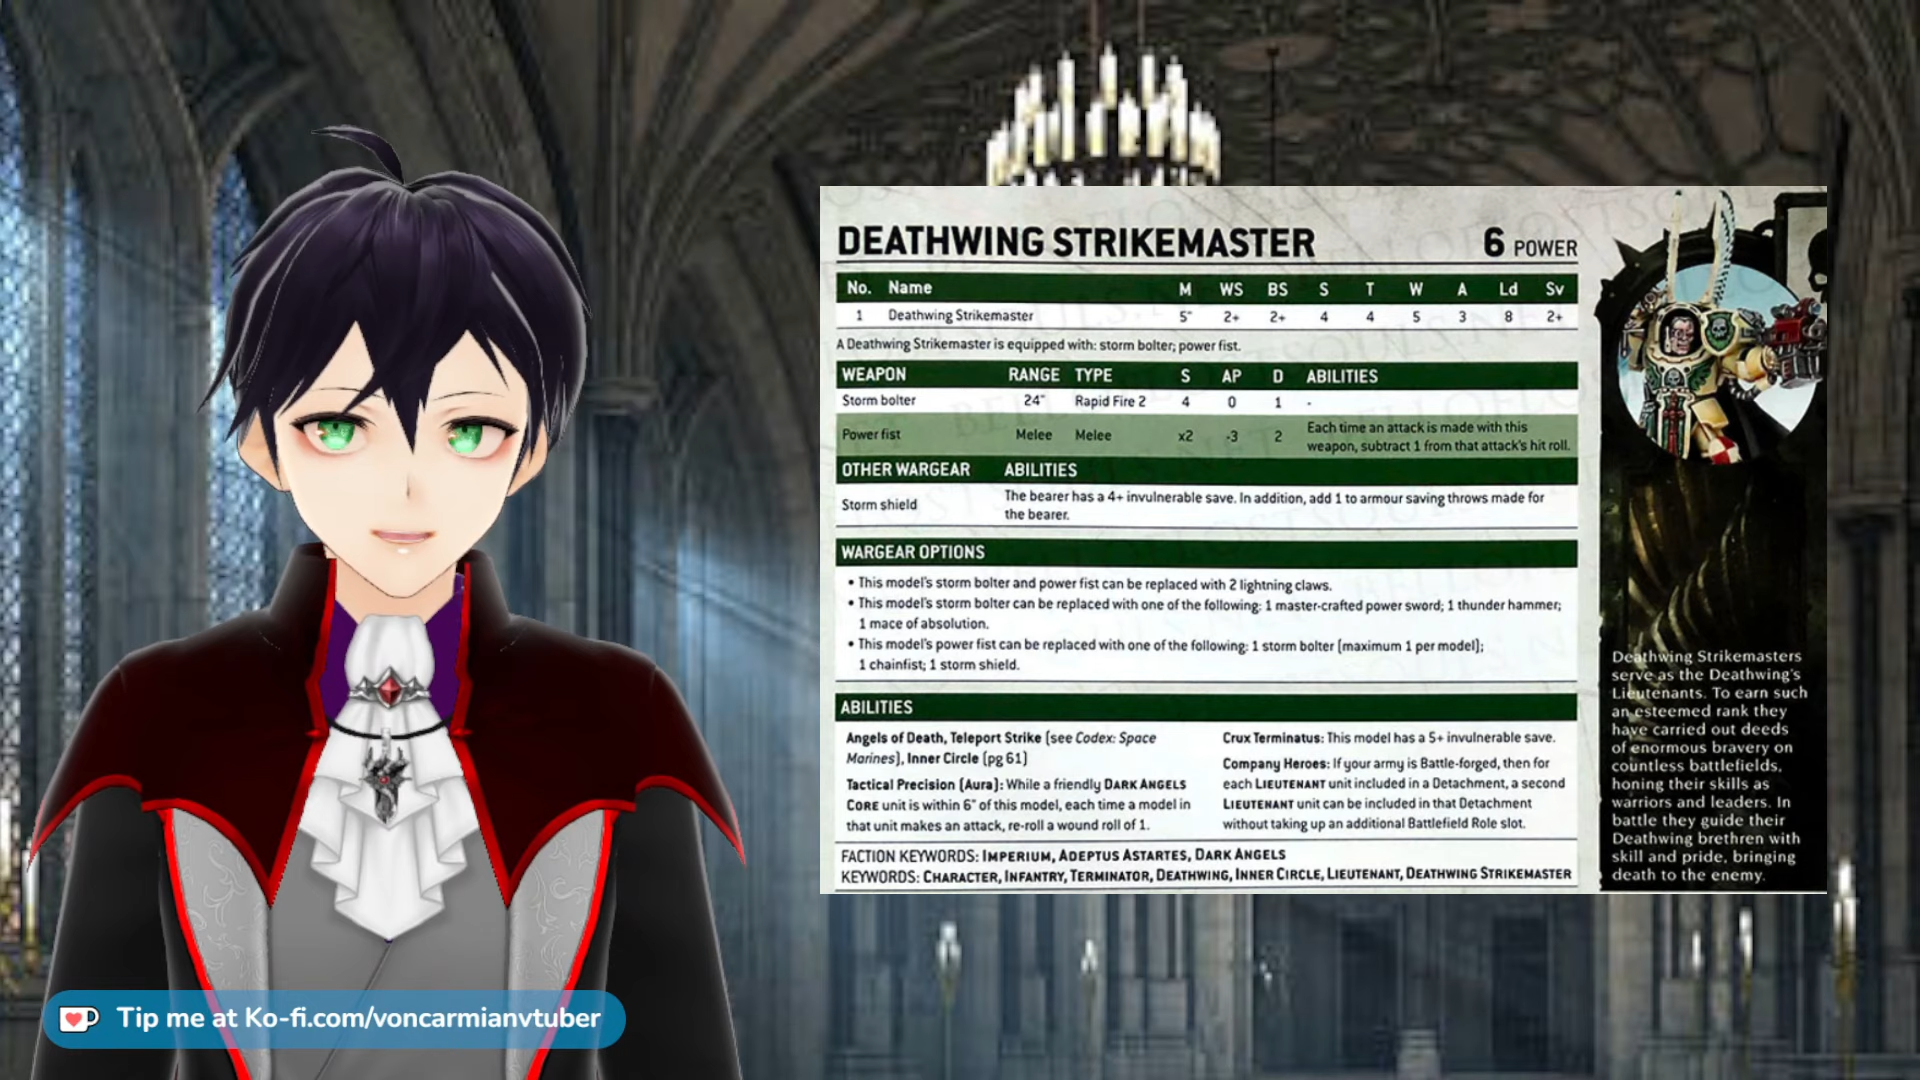 DEATHWING STRIKEMASTER 6 POWER
No. Name M WS BS S T W A Ld Sv
1 Deathwing Strikemaster 5" 2+ 2+ 4 4 5 3 8 2+
A Deathwing Strikemaster is equipped with: storm bolter; power fist.
WEAPON RANGE TYPE S AP D ABILITIES
Storm bolter 24" Rapid Fire 2 4 0 1 -
Power fist Melee Melee x2 -3 2 Each time an attack is made with this
weapon, subtract 1 from that attack's hit roll.
OTHER WARGEAR ABILITIES
Storm shield The bearer has a 4+ invulnerable save. In addition, add 1 to armour saving throws made for
the bearer.
WARGEAR OPTIONS
• This model's storm bolter and power fist can be replaced with 2 lightning claws.
• This model's storm bolter can be replaced with one of the following: 1 master-crafted power sword; 1 thunder hammer;
1 mace of absolution.
• This model's power fist can be replaced with one of the following: 1 storm bolter (maximum 1 per model);
1 chainfist; 1 storm shield.
ABILITIES
Angels of Death, Teleport Strike (see Codex: Space
Marines), Inner Circle (pg 61)
Tactical Precision (Aura): While a friendly DARK ANGELS
CORE unit is within 6" of this model, each time a model in
that unit makes an attack, re-roll a wound roll of 1.
Crux Terminatus: This model has a 5+ invulnerable save.
Company Heroes: If your army is Battle-forged, then for
each LIEUTENANT unit included in a Detachment, a second
LIEUTENANT unit can be included in that Detachment
without taking up an additional Battlefield Role slot.
FACTION KEYWORDS: IMPERIUM, ADEPTUS ASTARTES, DARK ANGELS
KEYWORDS: CHARACTER, INFANTRY, TERMINATOR, DEATHWING, INNER CIRCLE, LIEUTENANT, DEATHWING STRIKEMASTER
Deathwing Strikemasters
serve as the Deathwing's
Lieutenants. To earn such
an esteemed rank they
have carried out deeds
of enormous bravery on
countless battlefields,
honing their skills as
warriors and leaders. In
battle they guide their
Deathwing brethren with
skill and pride, bringing
death to the enemy.
Tip me at Ko-fi.com/voncarmianvtuber